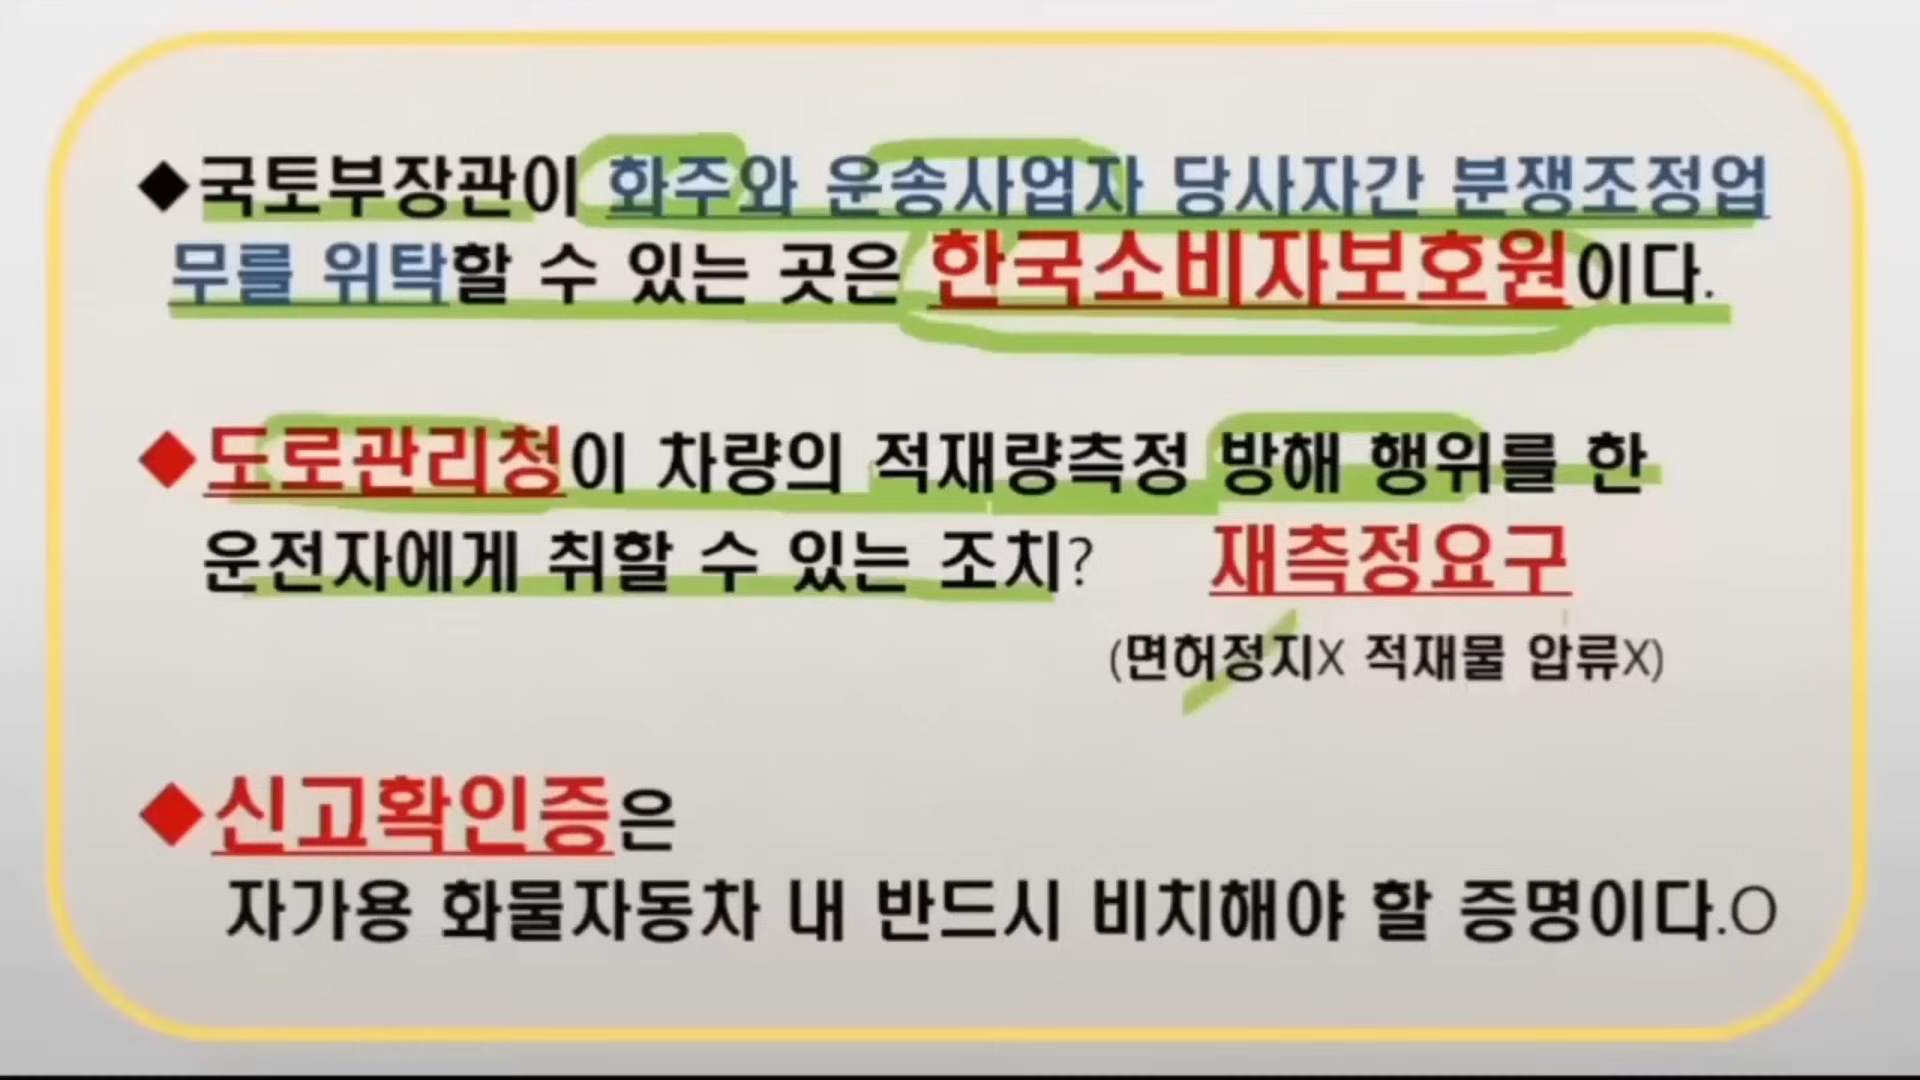 ◆국토부장관이 화주와 운송사업자 당사자간 분쟁조정업
무를 위탁할 수 있는 곳은 한국소비자보호원이다.
◆도로관리청이 차량의 적재량측정 방해 행위를 한
운전자에게 취할 수 있는 조치? 재측정요구
(면허정지X 적재물 압류X)
◆신고확인증은
자가용 화물자동차 내 반드시 비치해야 할 증명이다.O